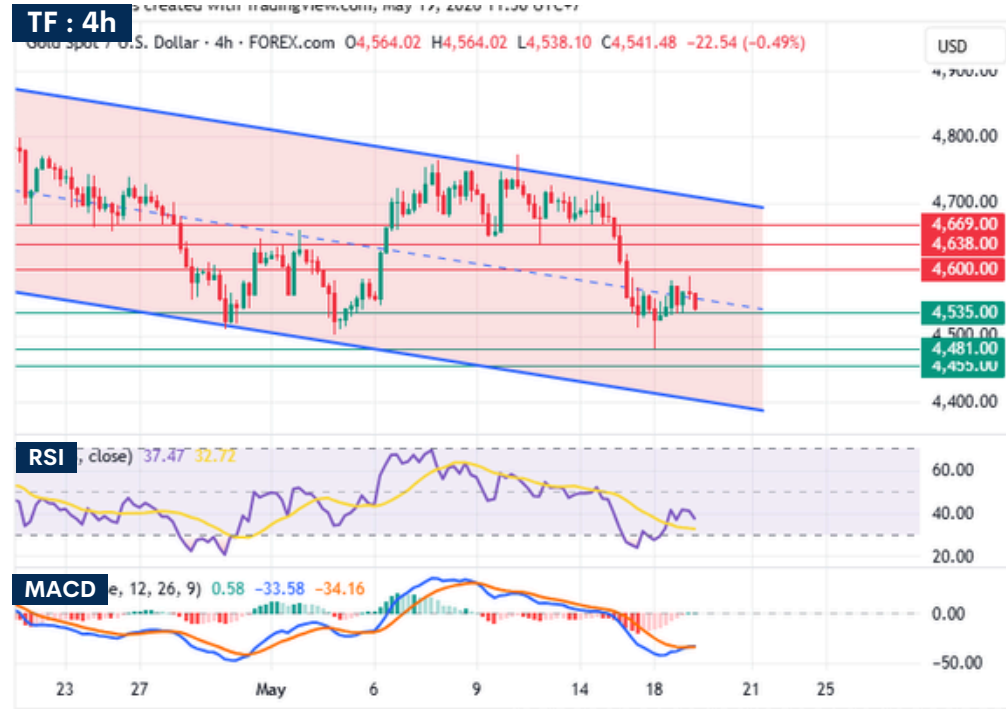 s created with TradingView.com, May 19, 2026 11:56 UTC+7
TF : 4h
Gold Spot / U.S. Dollar · 4h · FOREX.com O4,564.02 H4,564.02 L4,538.10 C4,541.48 −22.54 (−0.49%)
USD
4,900.00
4,800.00
4,700.00
4,669.00
4,638.00
4,600.00
4,535.00
4,500.00
4,481.00
4,455.00
4,400.00
RSI , close) 37.47 32.72
60.00
40.00
20.00
MACD e, 12, 26, 9) 0.58 −33.58 −34.16
0.00
−50.00
23 27 May 6 9 14 18 21 25